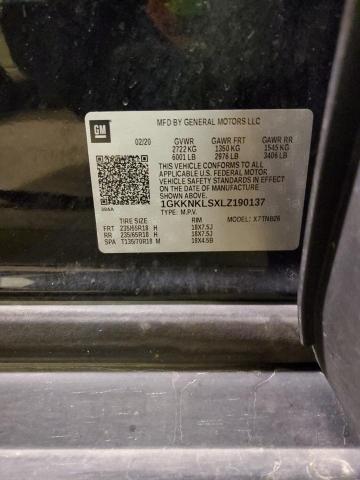 GM
MFD BY GENERAL MOTORS LLC
02/20 GVWR GAWR FRT GAWR RR
2722 KG 1350 KG 1545 KG
6001 LB 2976 LB 3406 LB
THIS VEHICLE CONFORMS TO ALL
APPLICABLE U.S. FEDERAL MOTOR
VEHICLE SAFETY STANDARDS IN EFFECT
ON THE DATE OF MANUFACTURE
SHOWN ABOVE.
1GKKNKLSXLZ190137
TYPE: M.P.V. MODEL: X7TNB26
TIRE SIZE RIM
FRT 235/65R18 H 18X7.5J
RR 235/65R18 H 18X7.5J
SPA T135/70R18 M 18X4.5B